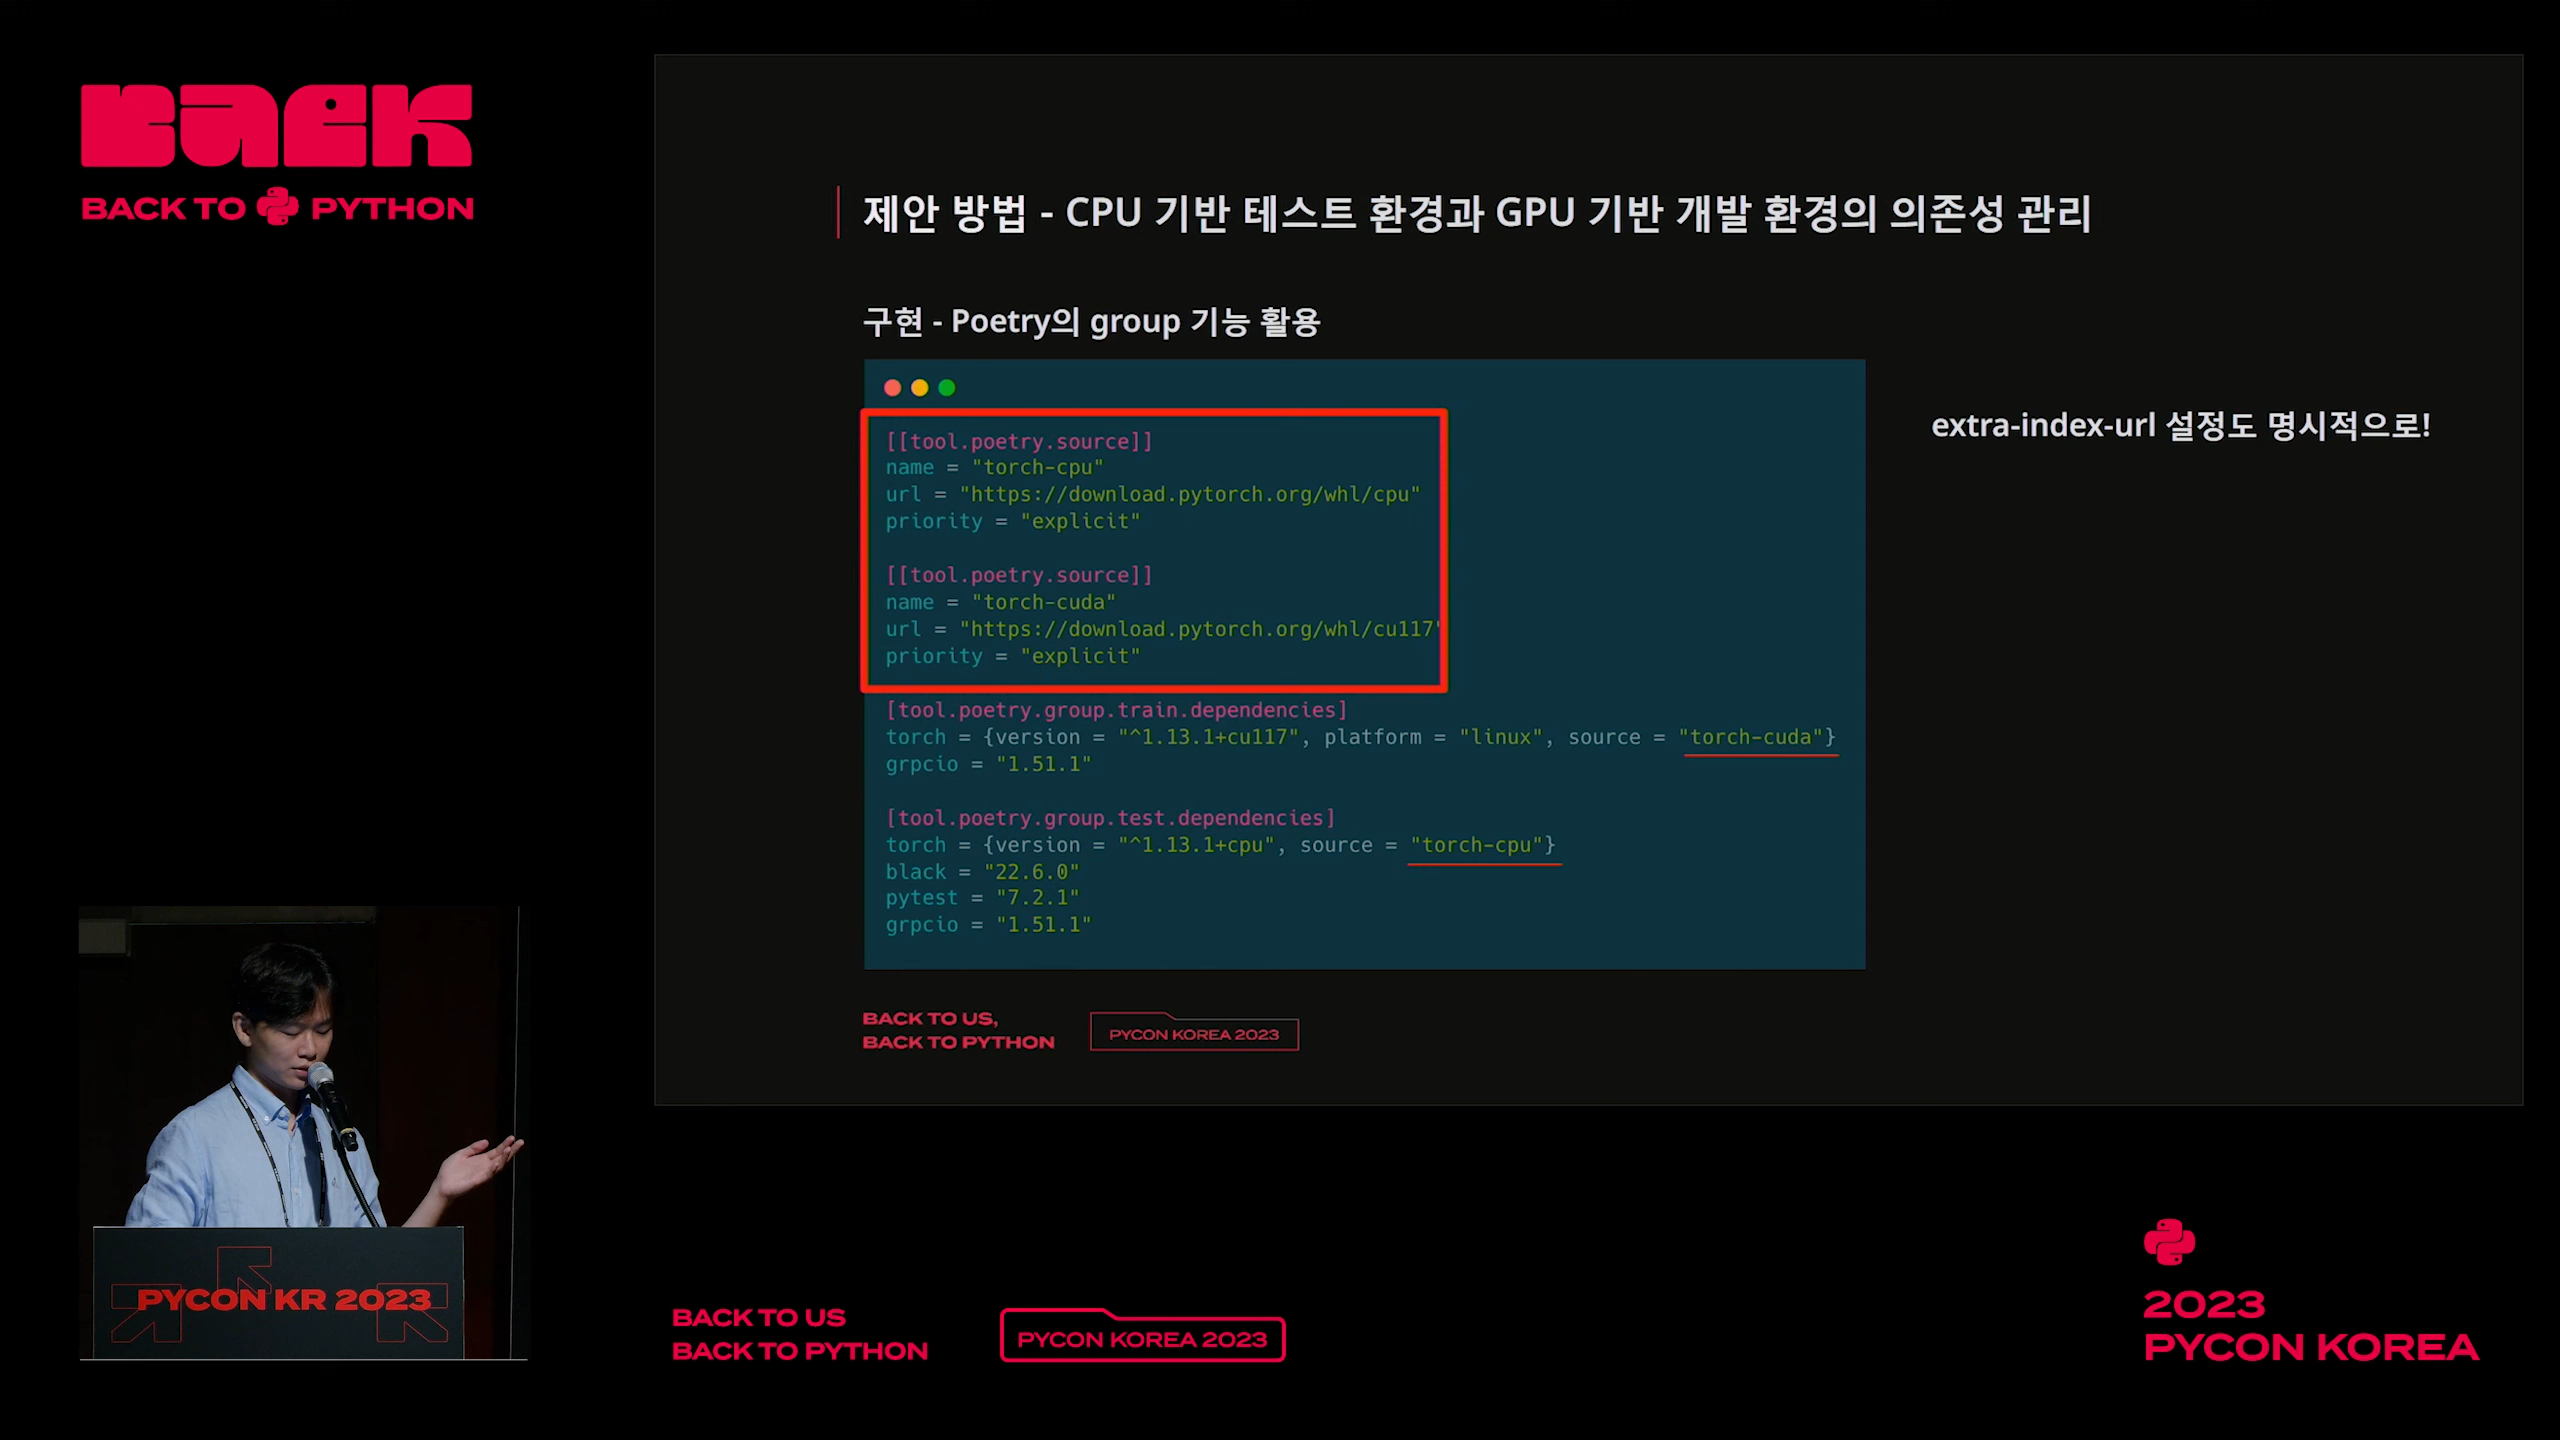 BACK
BACK TO PYTHON
제안 방법 - CPU 기반 테스트 환경과 GPU 기반 개발 환경의 의존성 관리
구현 - Poetry의 group 기능 활용
[[tool.poetry.source]]
name = "torch-cpu"
url = "https://download.pytorch.org/whl/cpu"
priority = "explicit"
[[tool.poetry.source]]
name = "torch-cuda"
url = "https://download.pytorch.org/whl/cu117"
priority = "explicit"
[tool.poetry.group.train.dependencies]
torch = {version = "^1.13.1+cu117", platform = "linux", source = "torch-cuda"}
grpcio = "1.51.1"
[tool.poetry.group.test.dependencies]
torch = {version = "^1.13.1+cpu", source = "torch-cpu"}
black = "22.6.0"
pytest = "7.2.1"
grpcio = "1.51.1"
extra-index-url 설정도 명시적으로!
BACK TO US,
BACK TO PYTHON
PYCON KOREA 2023
PYCON KR 2023
BACK TO US
BACK TO PYTHON
PYCON KOREA 2023
2023
PYCON KOREA